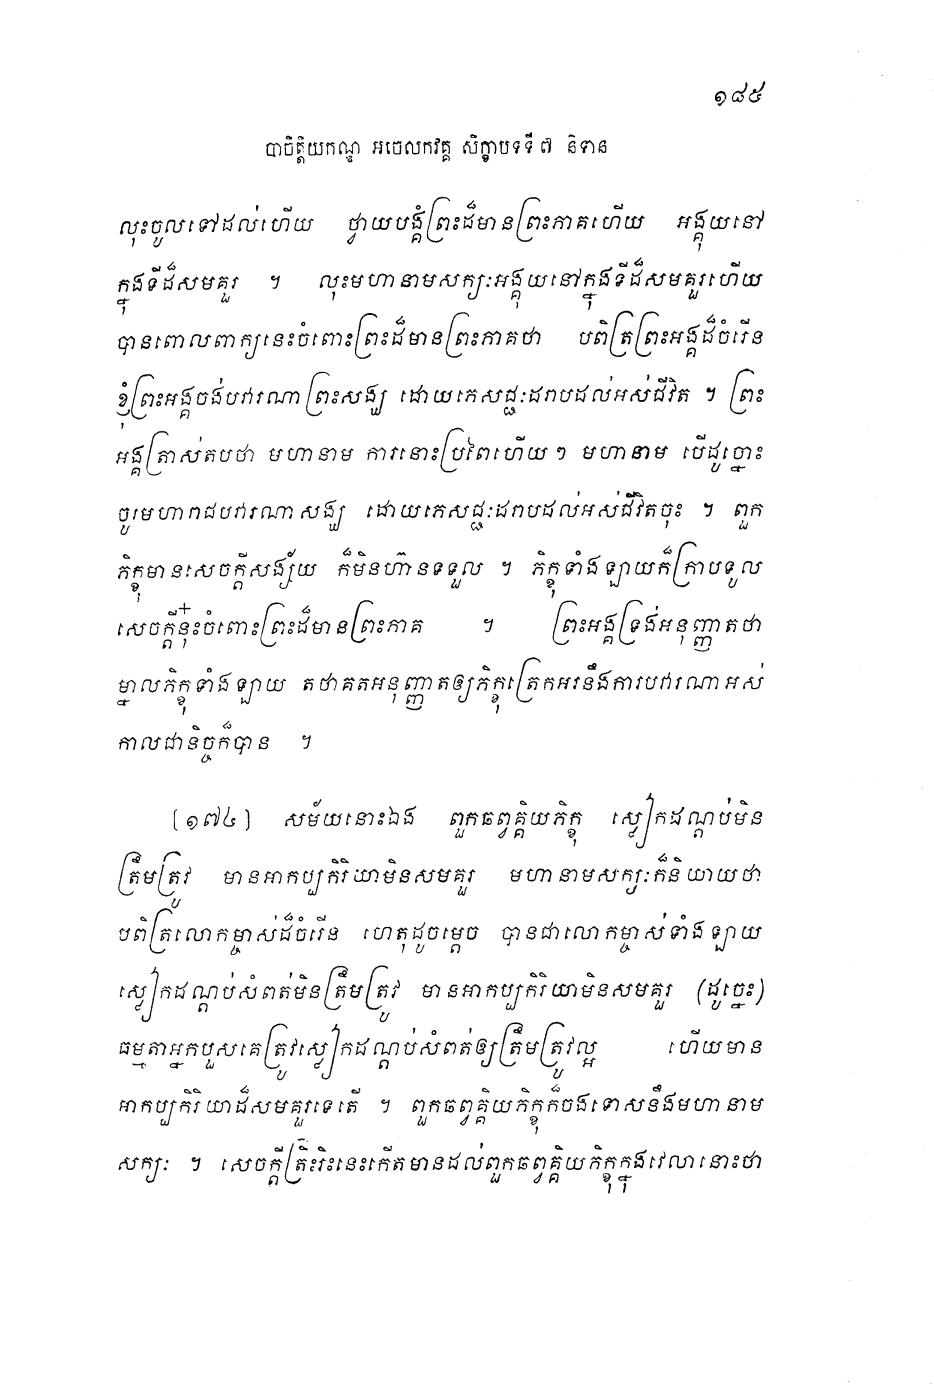 ១៨៥
បាចិត្តិយកណ្ឌ អចេលកវគ្គ សិក្ខាបទទី ៧ និទាន
លុះចូលទៅដល់ហើយ ថ្វាយបង្គំព្រះដ៏មានព្រះភាគហើយ អង្គុយនៅ
ក្នុងទីដ៏សមគួរ ។ លុះមហានាមសក្យៈអង្គុយនៅក្នុងទីដ៏សមគួរហើយ
បានពោលពាក្យនេះចំពោះព្រះដ៏មានព្រះភាគថា បពិត្រព្រះអង្គដ៏ចំរើន
ខ្ញុំព្រះអង្គចង់បវារណាព្រះសង្ឃ ដោយភេសជ្ជៈដរាបដល់អស់ជីវិត ។ ព្រះ
អង្គត្រាស់តបថា មហានាម ការនោះប្រពៃហើយៗ មហានាម បើដូច្នោះ
ចូរមហារាជបវារណាសង្ឃ ដោយភេសជ្ជៈដរាបដល់អស់ជីវិតចុះ ។ ពួក
ភិក្ខុមានសេចក្តីសង្ស័យ ក៏មិនហ៊ានទទួល ។ ភិក្ខុទាំងឡាយក៏ក្រាបទូល
សេចក្តីនុ៎ះចំពោះព្រះដ៏មានព្រះភាគ ។ ព្រះអង្គទ្រង់អនុញ្ញាតថា
ម្នាលភិក្ខុទាំងឡាយ តថាគតអនុញ្ញាតឲ្យភិក្ខុត្រេកអរនឹងការបវារណាអស់
កាលជានិច្ចក៏បាន ។
[១៧៤] សម័យនោះឯង ពួកឆព្វគ្គិយភិក្ខុ ស្លៀកដណ្តប់មិន
ត្រឹមត្រូវ មានអាកប្បកិរិយាមិនសមគួរ មហានាមសក្យៈក៏និយាយថា
បពិត្រលោកម្ចាស់ដ៏ចំរើន ហេតុដូចម្តេច បានជាលោកម្ចាស់ទាំងឡាយ
ស្លៀកដណ្តប់សំពត់មិនត្រឹមត្រូវ មានអាកប្បកិរិយាមិនសមគួរ (ដូច្នេះ)
ធម្មតាអ្នកបួសគេត្រូវស្លៀកដណ្តប់សំពត់ឲ្យត្រឹមត្រូវល្អ ហើយមាន
អាកប្បកិរិយាដ៏សមគួរទេតើ ។ ពួកឆព្វគ្គិយភិក្ខុក៏ចងទោសនឹងមហានាម
សក្យៈ ។ សេចក្តីត្រិះរិះនេះកើតមានដល់ពួកឆព្វគ្គិយភិក្ខុក្នុងវេលានោះថា